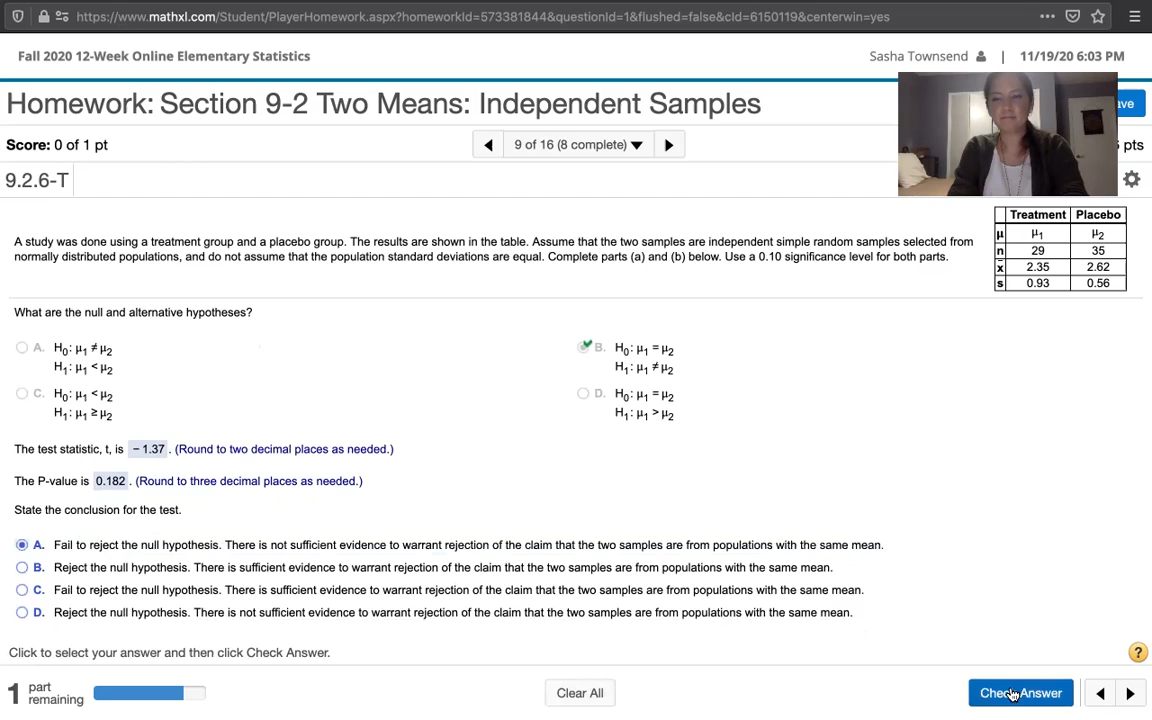 https://www.mathxl.com/Student/PlayerHomework.aspx?homeworkId=573381844&questionId=1&flushed=false&cId=6150119&centerwin=yes
Fall 2020 12-Week Online Elementary Statistics
Sasha Townsend | 11/19/20 6:03 PM
Homework: Section 9-2 Two Means: Independent Samples
Score: 0 of 1 pt
9 of 16 (8 complete)
pts
9.2.6-T
A study was done using a treatment group and a placebo group. The results are shown in the table. Assume that the two samples are independent simple random samples selected from
normally distributed populations, and do not assume that the population standard deviations are equal. Complete parts (a) and (b) below. Use a 0.10 significance level for both parts.
Treatment Placebo
μ μ1 μ2
n 29 35
x̄ 2.35 2.62
s 0.93 0.56
What are the null and alternative hypotheses?
A. H0: μ1 ≠ μ2
H1: μ1 < μ2
B. H0: μ1 = μ2
H1: μ1 ≠ μ2
C. H0: μ1 < μ2
H1: μ1 ≥ μ2
D. H0: μ1 = μ2
H1: μ1 > μ2
The test statistic, t, is − 1.37 . (Round to two decimal places as needed.)
The P-value is 0.182 . (Round to three decimal places as needed.)
State the conclusion for the test.
A. Fail to reject the null hypothesis. There is not sufficient evidence to warrant rejection of the claim that the two samples are from populations with the same mean.
B. Reject the null hypothesis. There is sufficient evidence to warrant rejection of the claim that the two samples are from populations with the same mean.
C. Fail to reject the null hypothesis. There is sufficient evidence to warrant rejection of the claim that the two samples are from populations with the same mean.
D. Reject the null hypothesis. There is not sufficient evidence to warrant rejection of the claim that the two samples are from populations with the same mean.
Click to select your answer and then click Check Answer.
?
1 part remaining
Clear All
Check Answer